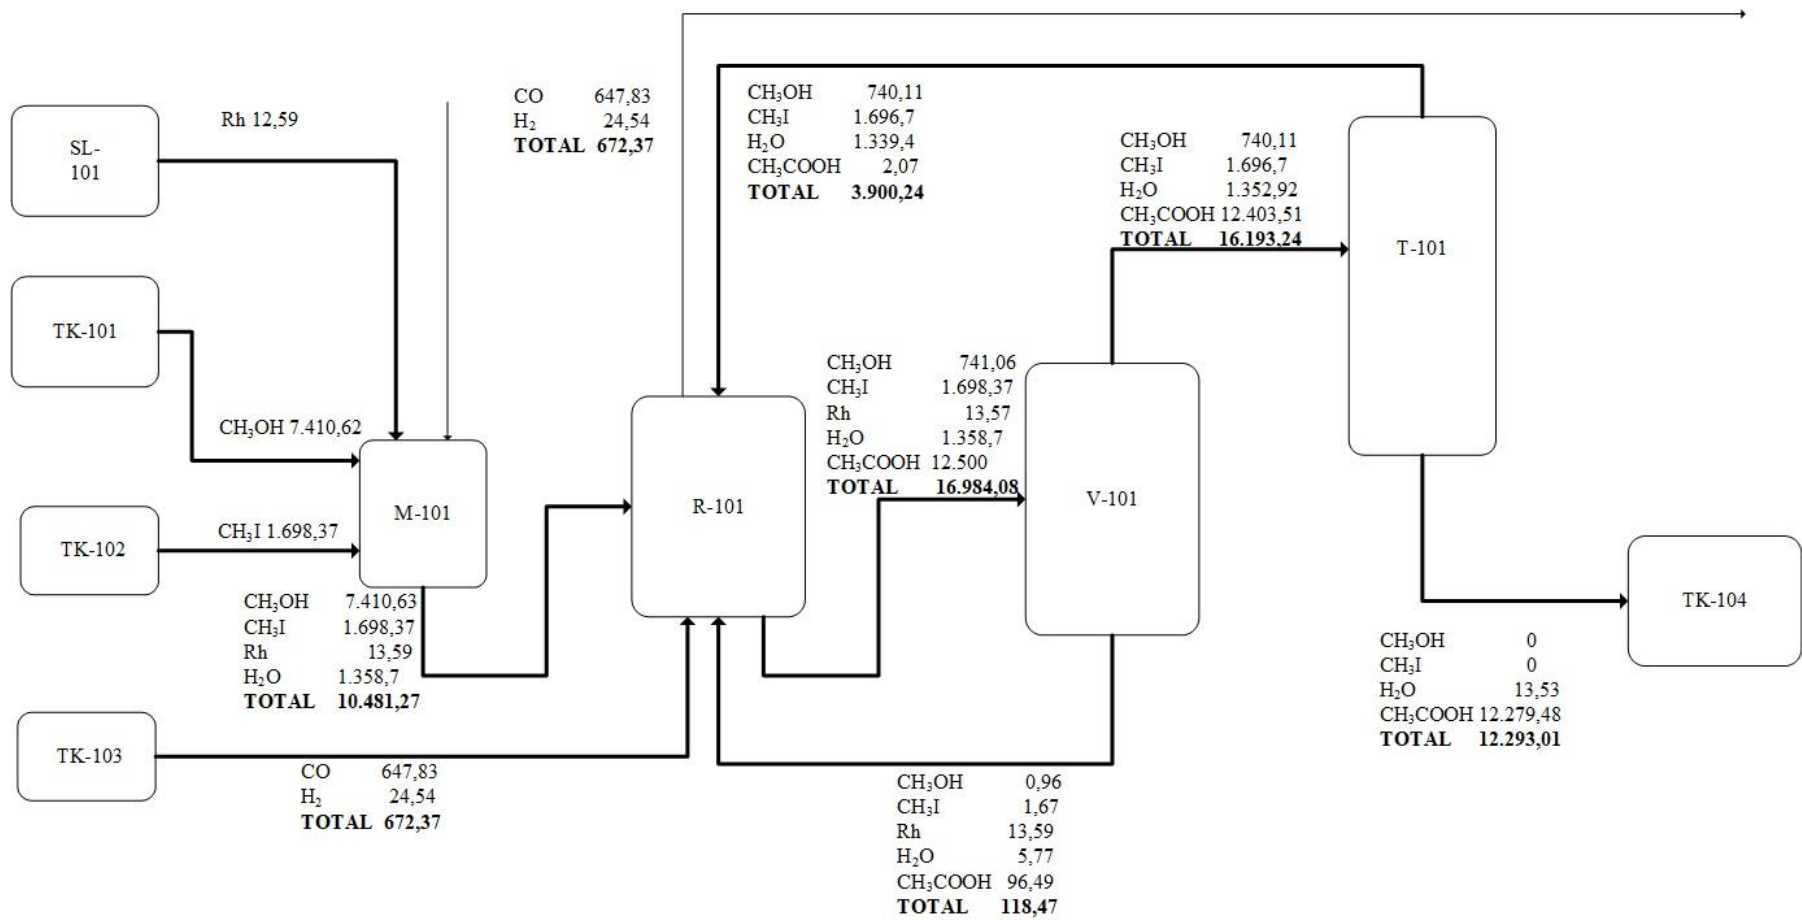 SL-
101
Rh 12,59
TK-101
CH₃OH 7.410,62
TK-102
CH₃I 1.698,37
TK-103
M-101
CO 647,83
H₂ 24,54
TOTAL 672,37
CH₃OH 7.410,63
CH₃I 1.698,37
Rh 13,59
H₂O 1.358,7
TOTAL 10.481,27
CO 647,83
H₂ 24,54
TOTAL 672,37
R-101
CH₃OH 740,11
CH₃I 1.696,7
H₂O 1.339,4
CH₃COOH 2,07
TOTAL 3.900,24
CH₃OH 741,06
CH₃I 1.698,37
Rh 13,57
H₂O 1.358,7
CH₃COOH 12.500
TOTAL 16.984,08
V-101
CH₃OH 0,96
CH₃I 1,67
Rh 13,59
H₂O 5,77
CH₃COOH 96,49
TOTAL 118,47
CH₃OH 740,11
CH₃I 1.696,7
H₂O 1.352,92
CH₃COOH 12.403,51
TOTAL 16.193,24
T-101
TK-104
CH₃OH 0
CH₃I 0
H₂O 13,53
CH₃COOH 12.279,48
TOTAL 12.293,01